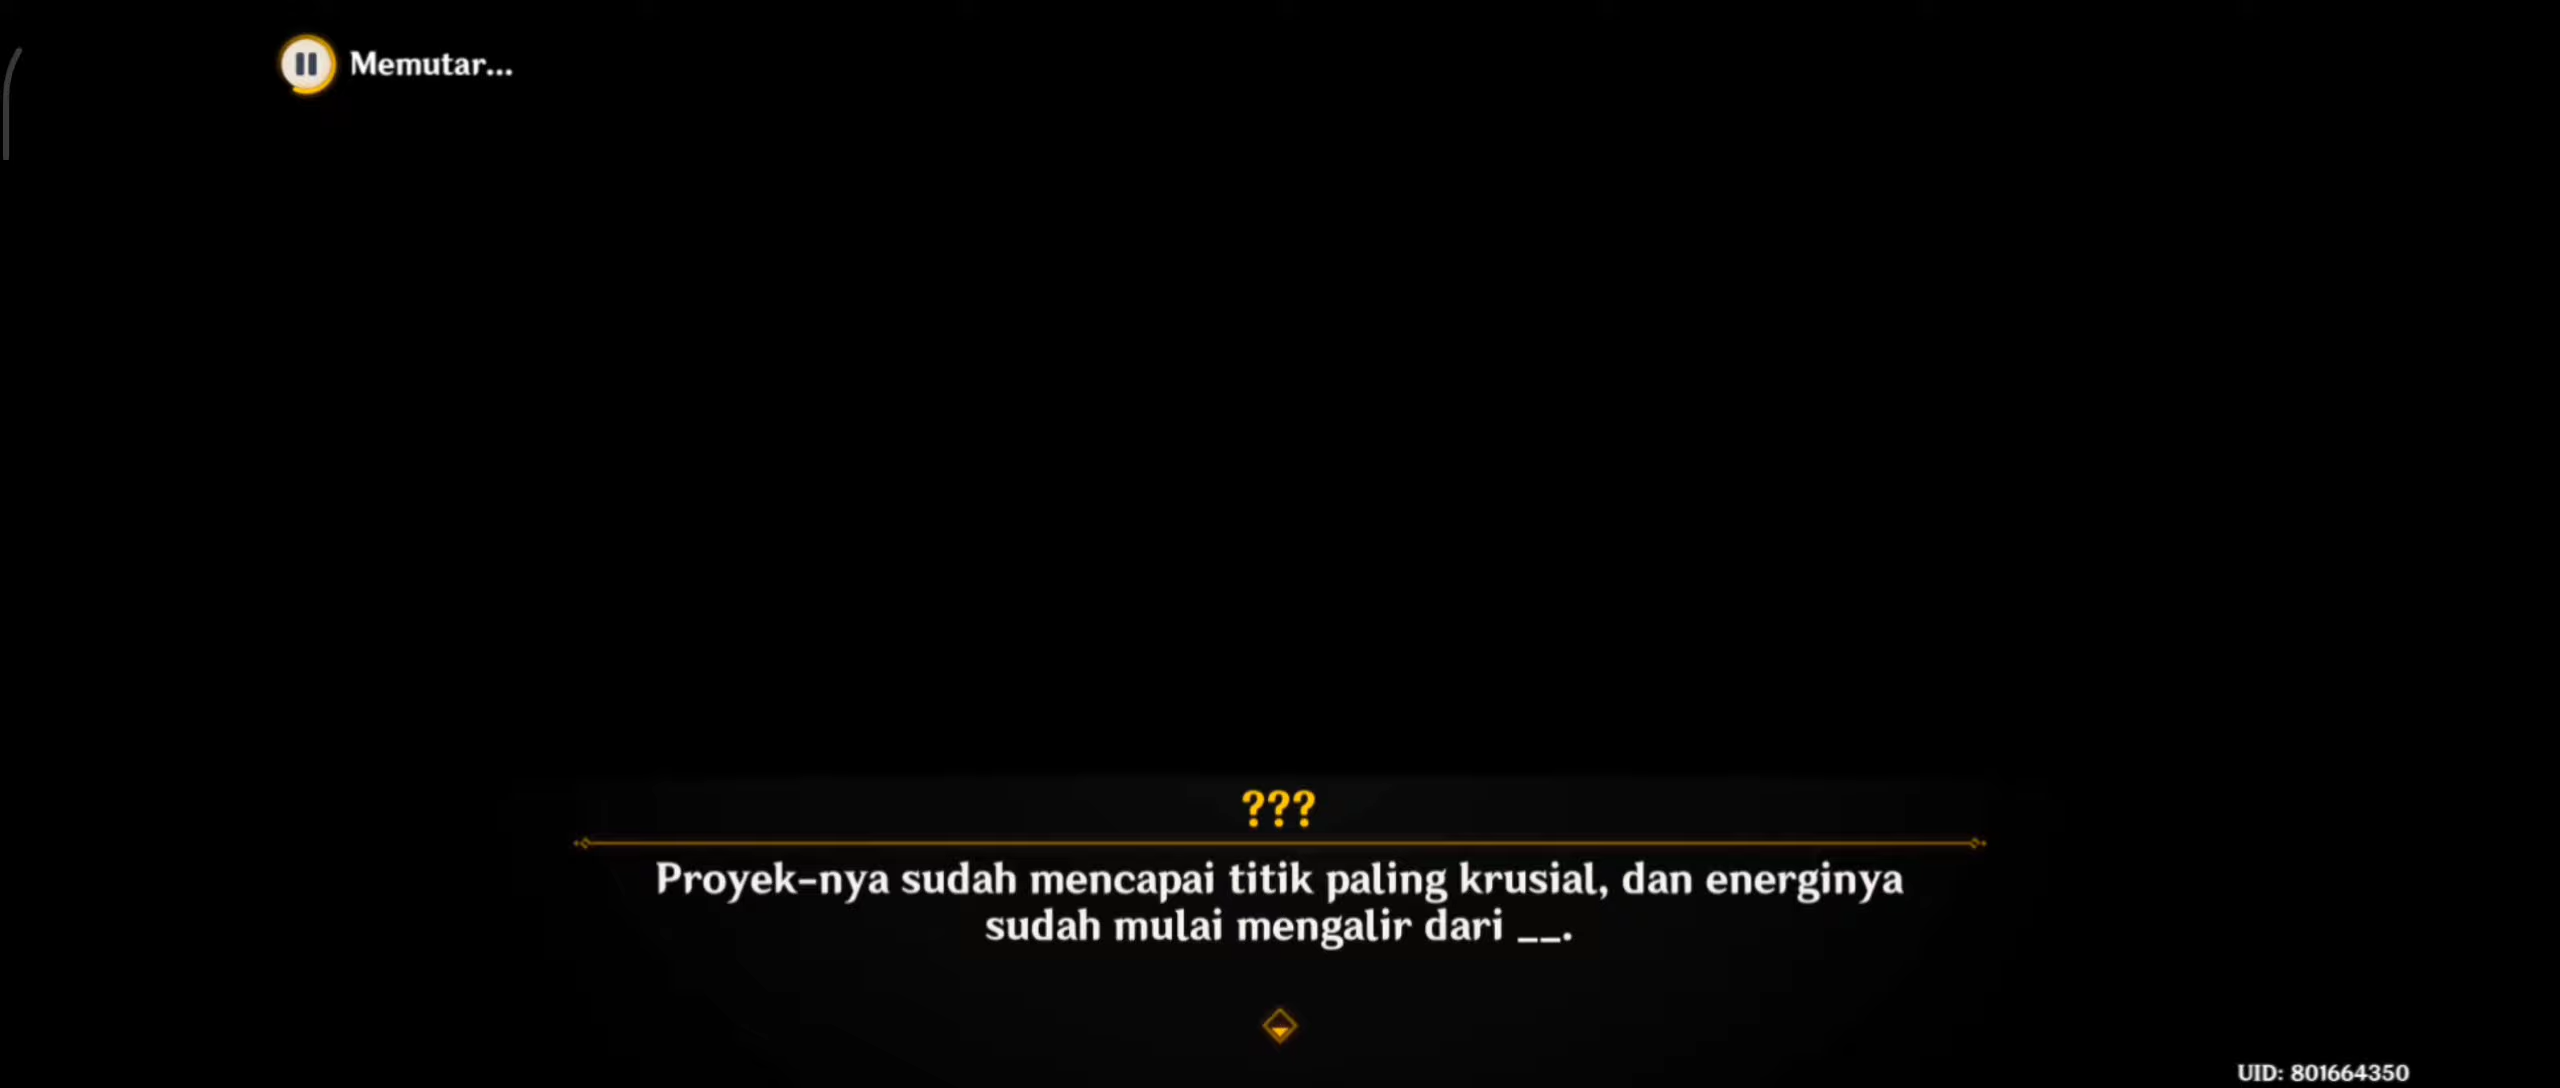 Memutar...
???
Proyek-nya sudah mencapai titik paling krusial, dan energinya
sudah mulai mengalir dari __.
UID: 801664350